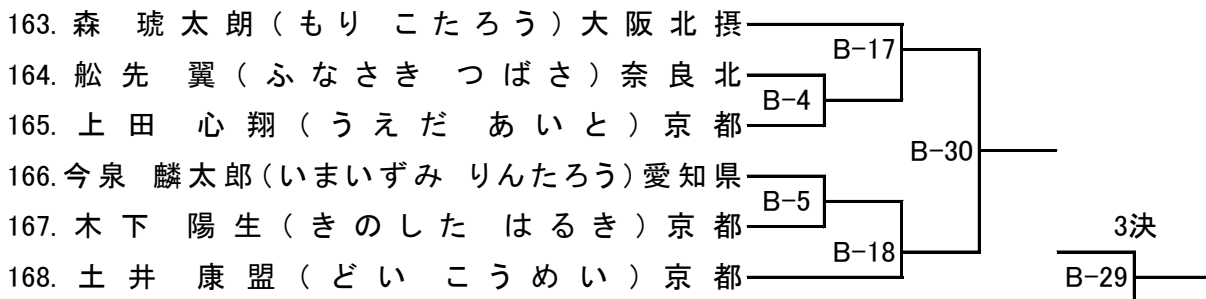 163. 森 琥太朗(もり こたろう)大阪北摂
B-17
164. 舩先 翼(ふなさき つばさ)奈良北
B-4
165. 上田 心翔(うえだ あいと)京都
B-30
166. 今泉 麟太郎(いまいずみ りんたろう)愛知県
B-5
167. 木下 陽生(きのした はるき)京都
3決
B-18
168. 土井 康盟(どい こうめい)京都
B-29